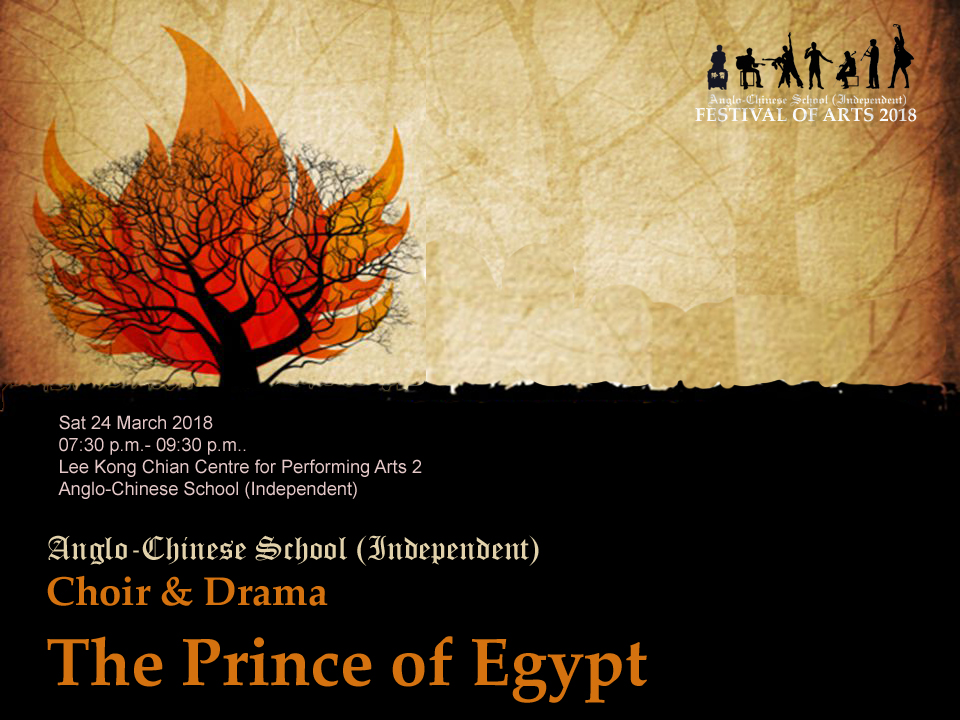 Anglo-Chinese School (Independent)
FESTIVAL OF ARTS 2018
Sat 24 March 2018
07:30 p.m.- 09:30 p.m..
Lee Kong Chian Centre for Performing Arts 2
Anglo-Chinese School (Independent)
Anglo-Chinese School (Independent)
Choir & Drama
The Prince of Egypt